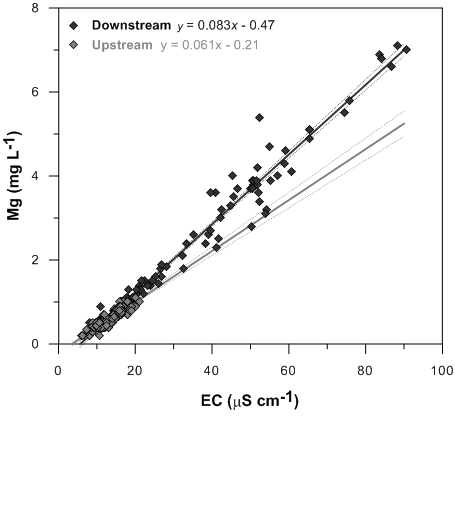 8
Downstream y = 0.083x - 0.47
Upstream y = 0.061x - 0.21
6
4
2
0
Mg (mg L-1)
0 20 40 60 80 100
EC (µS cm-1)